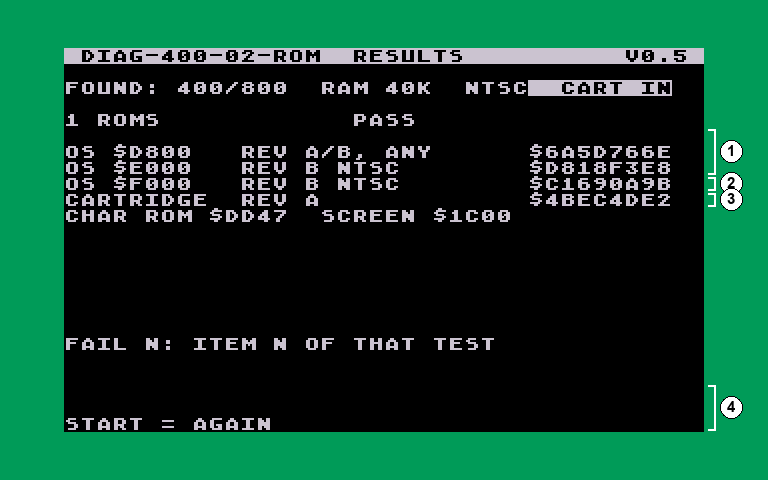 DIAG-400-02-ROM RESULTS V0.5
FOUND: 400/800 RAM 40K NTSC CART IN
1 ROMS PASS
OS $D800 REV A/B, ANY $6A5D766E
OS $E000 REV B NTSC $D818F3E8
OS $F000 REV B NTSC $C1690A9B
CARTRIDGE REV A $4BEC4DE2
CHAR ROM $DD47 SCREEN $1C00
FAIL N: ITEM N OF THAT TEST
START = AGAIN
1
2
3
4